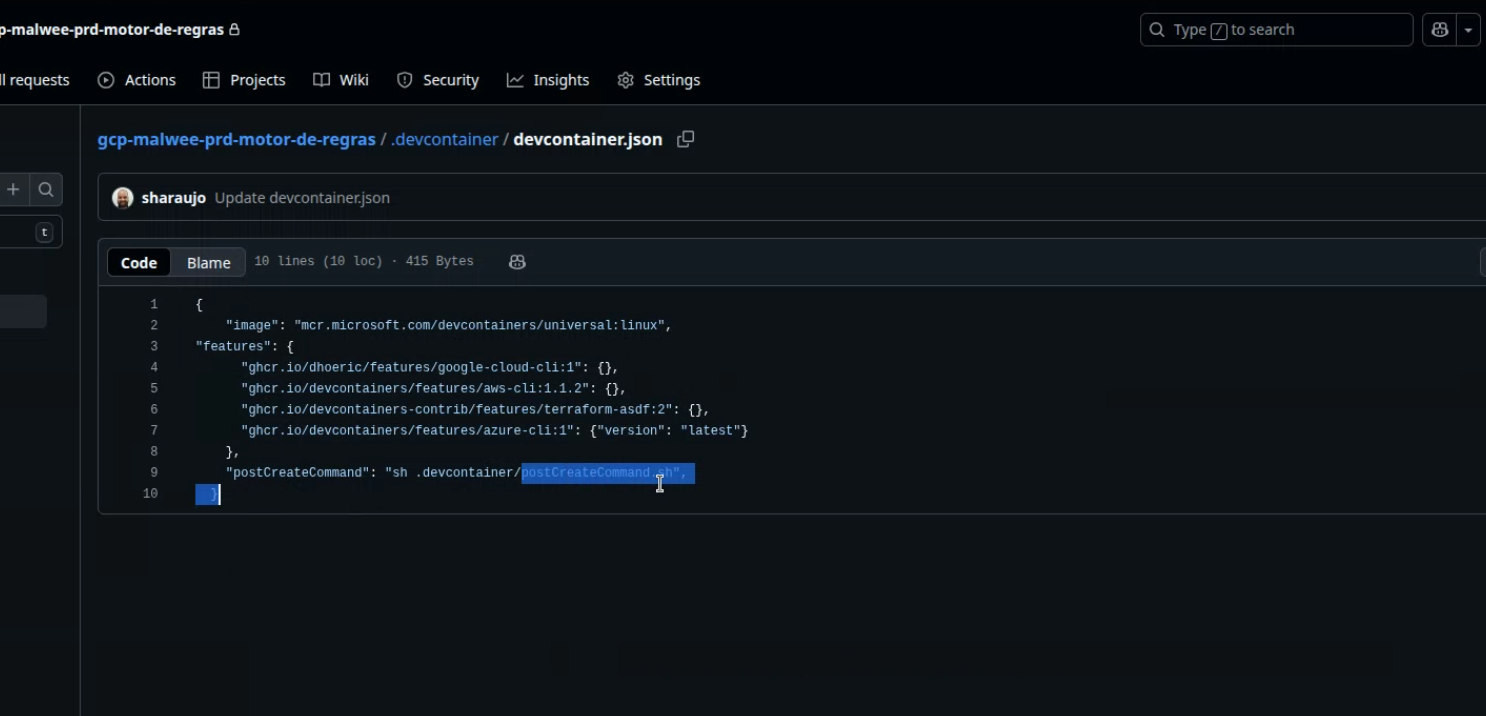 p-malwee-prd-motor-de-regras
Type / to search
ll requests Actions Projects Wiki Security Insights Settings
gcp-malwee-prd-motor-de-regras / .devcontainer / devcontainer.json
sharaujo Update devcontainer.json
t
Code Blame 10 lines (10 loc) · 415 Bytes
1 {
2 "image": "mcr.microsoft.com/devcontainers/universal:linux",
3 "features": {
4 "ghcr.io/dhoeric/features/google-cloud-cli:1": {},
5 "ghcr.io/devcontainers/features/aws-cli:1.1.2": {},
6 "ghcr.io/devcontainers-contrib/features/terraform-asdf:2": {},
7 "ghcr.io/devcontainers/features/azure-cli:1": {"version": "latest"}
8 },
9 "postCreateCommand": "sh .devcontainer/postCreateCommand.sh",
10 }